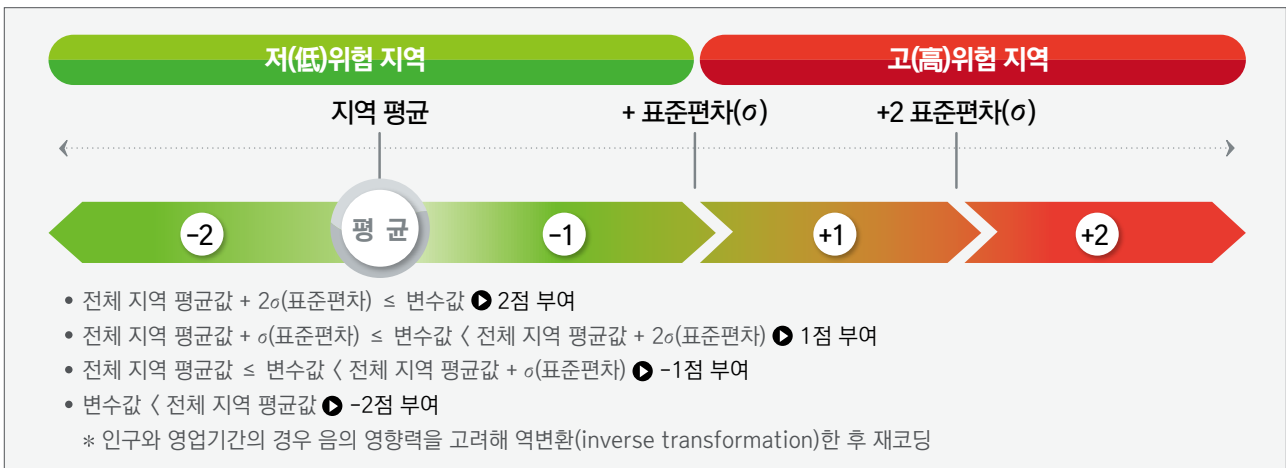 저(低)위험 지역 고(高)위험 지역
지역 평균 + 표준편차(σ) +2 표준편차(σ)
-2 평 균 -1 +1 +2
• 전체 지역 평균값 + 2σ(표준편차) ≤ 변수값 ▶ 2점 부여
• 전체 지역 평균값 + σ(표준편차) ≤ 변수값 〈 전체 지역 평균값 + 2σ(표준편차) ▶ 1점 부여
• 전체 지역 평균값 ≤ 변수값 〈 전체 지역 평균값 + σ(표준편차) ▶ -1점 부여
• 변수값 〈 전체 지역 평균값 ▶ -2점 부여
* 인구와 영업기간의 경우 음의 영향력을 고려해 역변환(inverse transformation)한 후 재코딩